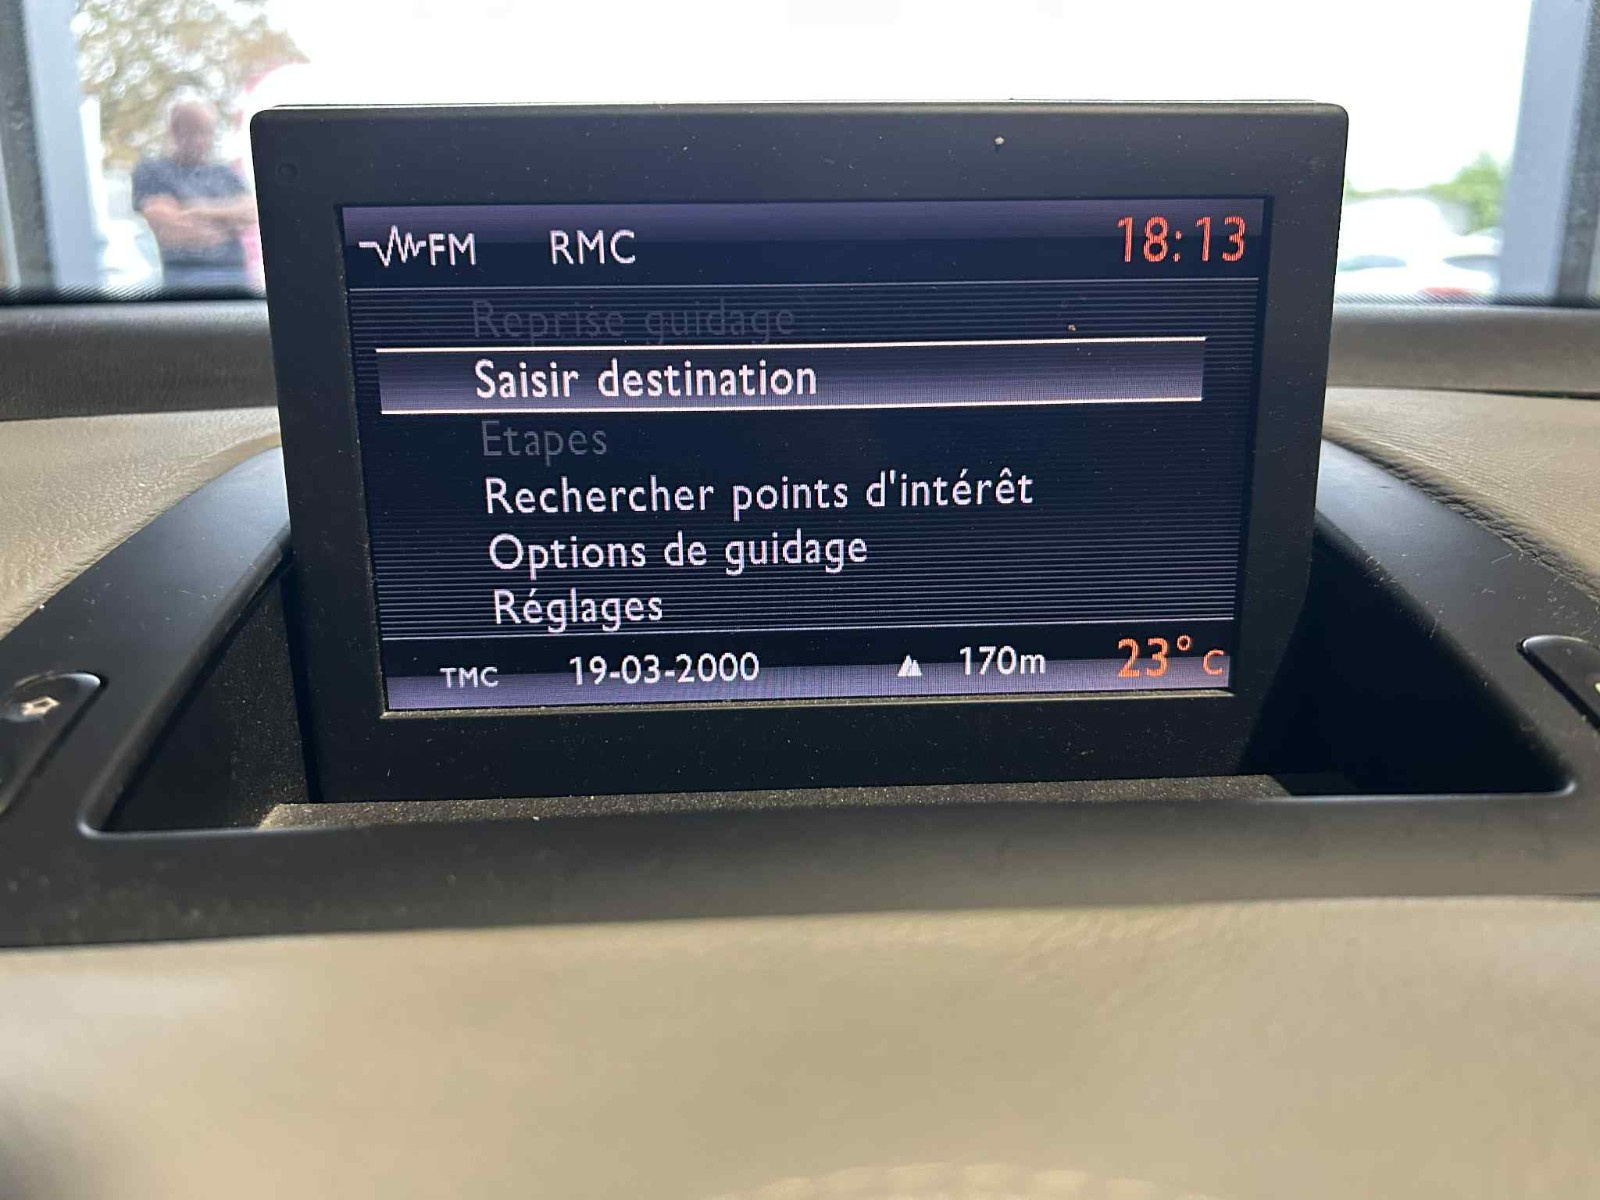 FM RMC 18:13
Reprise guidage
Saisir destination
Etapes
Rechercher points d'intérêt
Options de guidage
Réglages
TMC 19-03-2000 170m 23°C